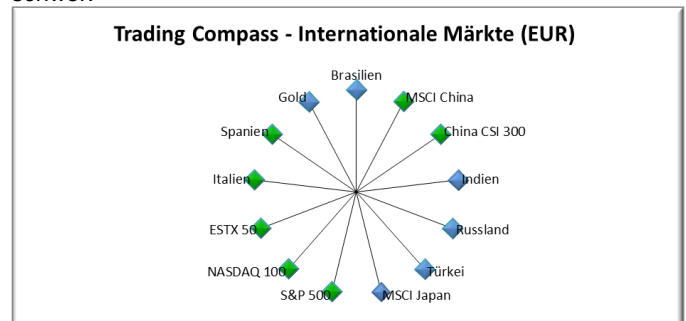 Trading Compass - Internationale Märkte (EUR)
Brasilien
Gold
MSCI China
Spanien
China CSI 300
Italien
Indien
ESTX 50
Russland
NASDAQ 100
Türkei
S&P 500
MSCI Japan